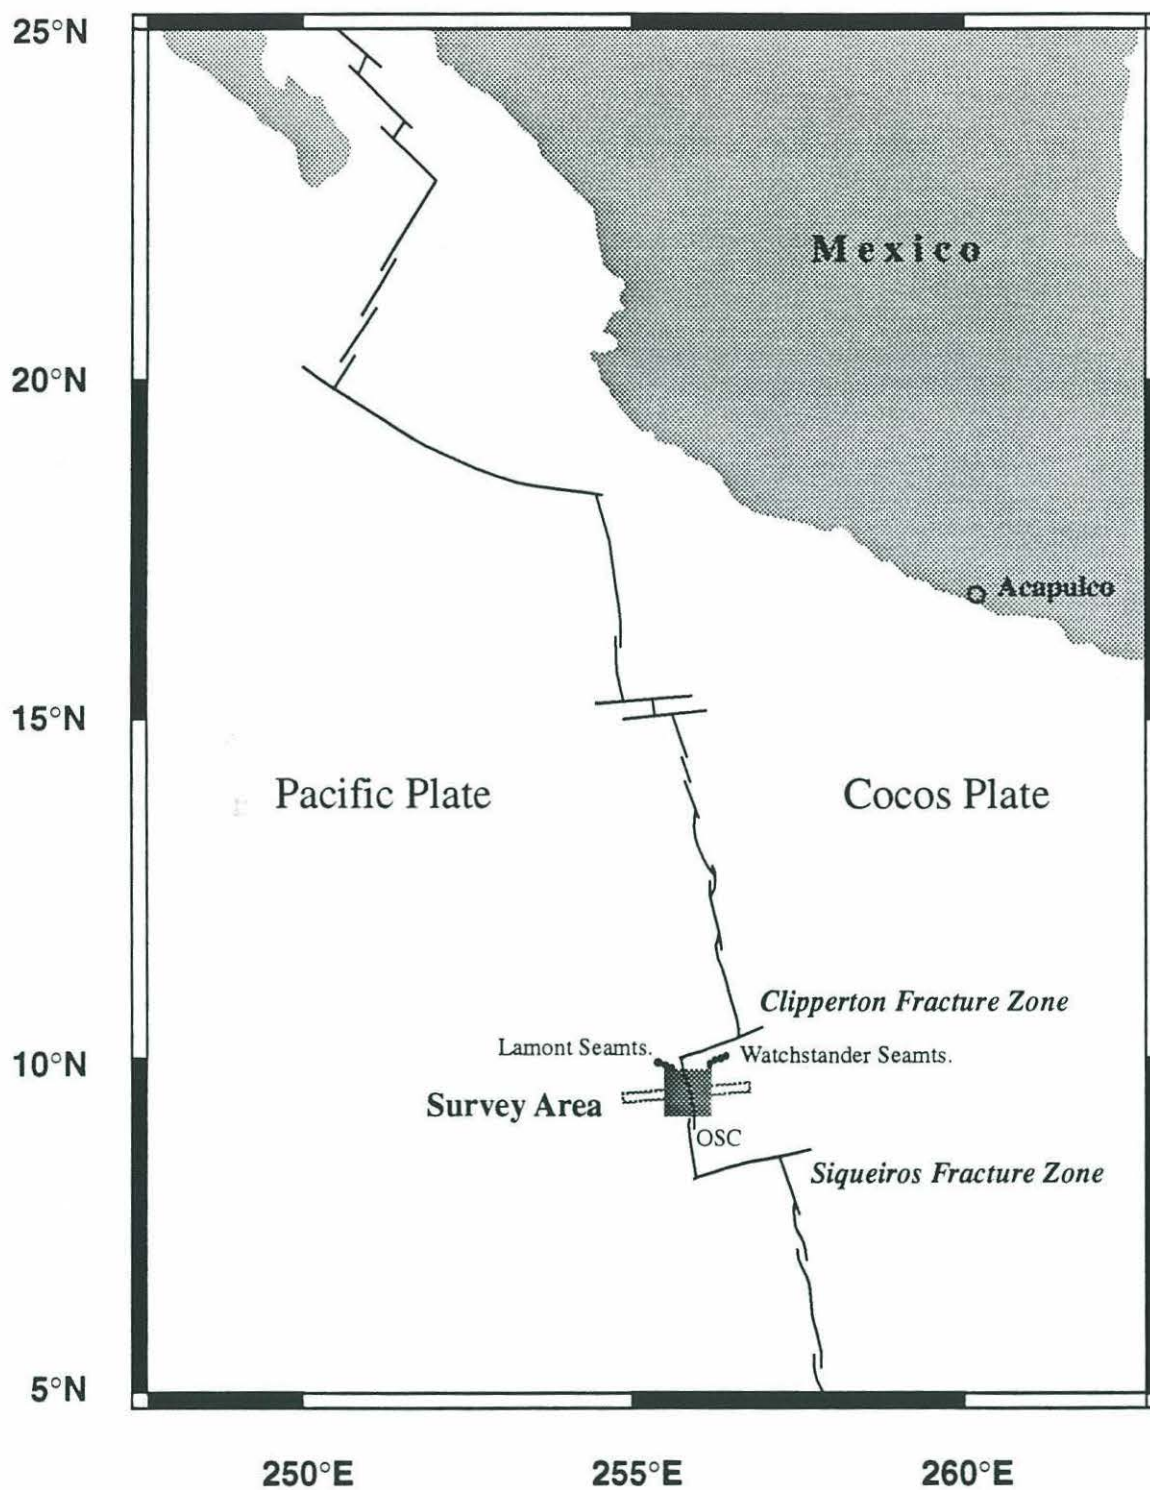 25°N
Mexico
20°N
Acapulco
15°N
Pacific Plate
Cocos Plate
Clipperton Fracture Zone
10°N
Lamont Seamts.
Watchstander Seamts.
Survey Area
OSC
Siqueiros Fracture Zone
5°N
250°E
255°E
260°E